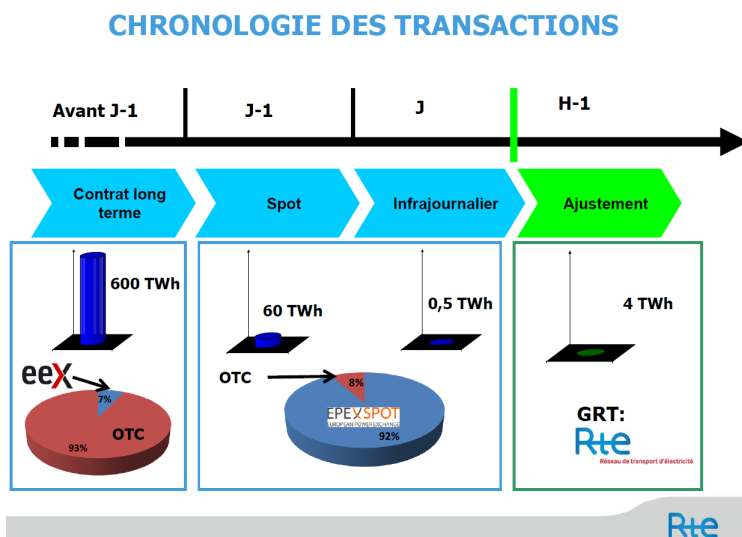 CHRONOLOGIE DES TRANSACTIONS
Avant J-1
J-1
J
H-1
Contrat long
terme
Spot
Infrajournalier
Ajustement
600 TWh
eex
7%
OTC
93%
60 TWh
0,5 TWh
OTC
8%
EPEXSPOT
EUROPEAN POWER EXCHANGE
92%
4 TWh
GRT:
Rte
Réseau de transport d'électricité
Rte